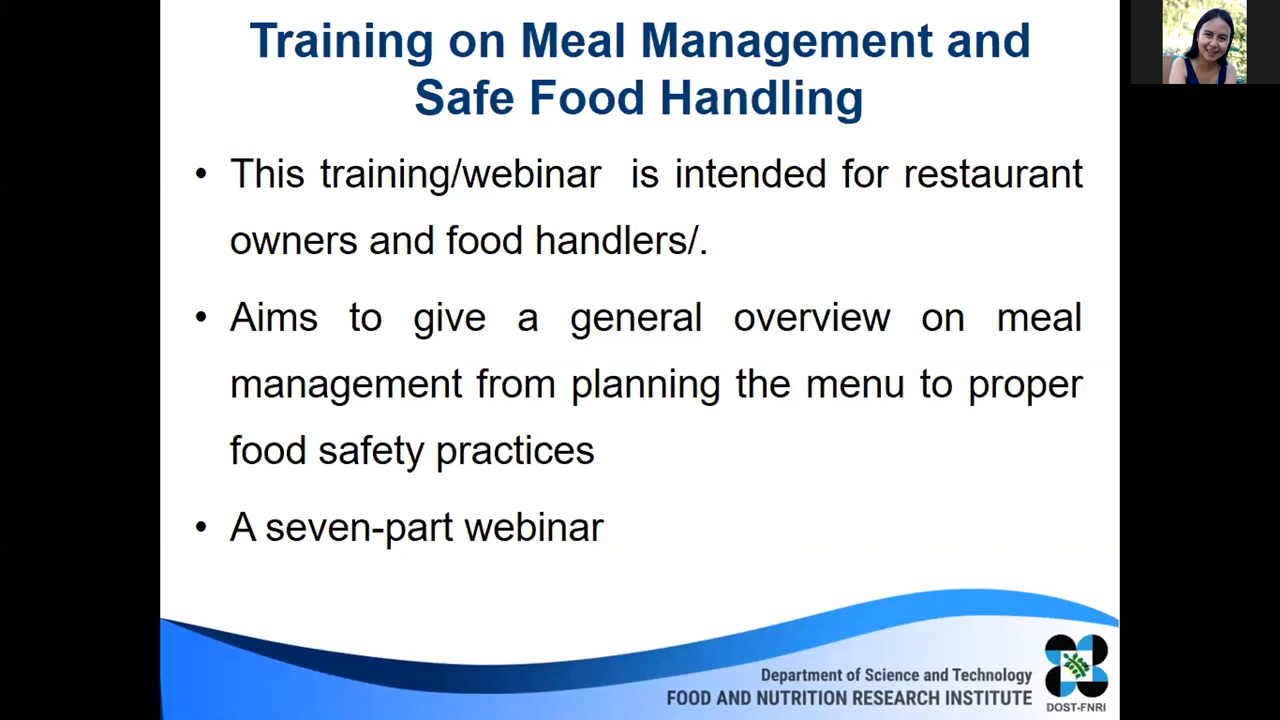 Training on Meal Management and
Safe Food Handling
• This training/webinar is intended for restaurant
owners and food handlers/.
• Aims to give a general overview on meal
management from planning the menu to proper
food safety practices
• A seven-part webinar
Department of Science and Technology
FOOD AND NUTRITION RESEARCH INSTITUTE
DOST-FNRI